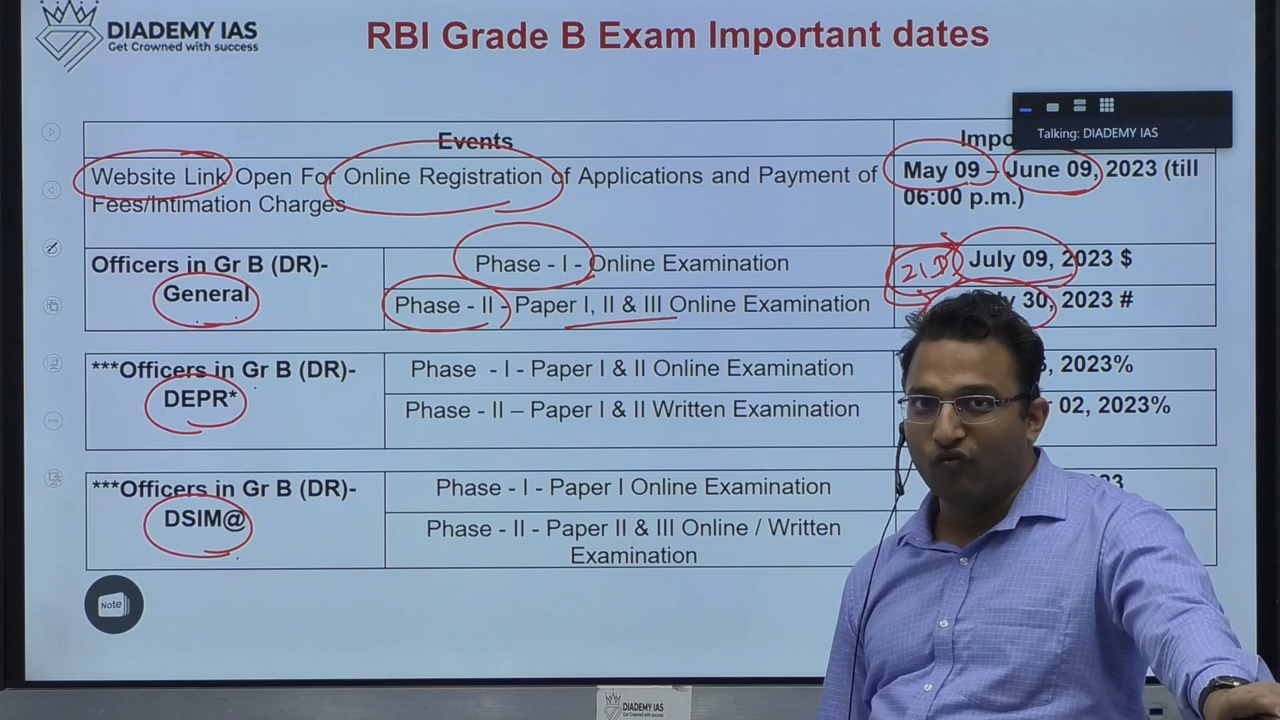 DIADEMY IAS
Get Crowned with success
RBI Grade B Exam Important dates
Talking: DIADEMY IAS
Events
Website Link Open For Online Registration of Applications and Payment of
Fees/Intimation Charges
May 09 – June 09, 2023 (till
06:00 p.m.)
Officers in Gr B (DR)-
General
Phase - I - Online Examination
21 D
July 09, 2023 $
Phase - II - Paper I, II & III Online Examination
30, 2023 #
***Officers in Gr B (DR)-
DEPR*
Phase - I - Paper I & II Online Examination
, 2023%
Phase - II – Paper I & II Written Examination
02, 2023%
***Officers in Gr B (DR)-
DSIM@
Phase - I - Paper I Online Examination
Phase - II - Paper II & III Online / Written
Examination
Note
DIADEMY IAS
Get Crowned with success